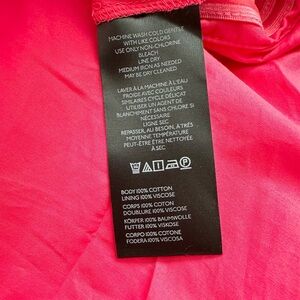 MACHINE WASH COLD GENTLE
WITH LIKE COLORS
USE ONLY NON-CHLORINE
BLEACH
LINE DRY
MEDIUM IRON AS NEEDED
MAY BE DRY CLEANED
LAVER À LA MACHINE À L'EAU
FROIDE AVEC COULEURS
SIMILAIRES CYCLE DÉLICAT
UTILISER UN AGENT DE
BLANCHIMENT SANS CHLORE SI
NÉCESSAIRE
LIGNE SEC
REPASSER, AU BESOIN, À TRÈS
MOYENNE TEMPÉRATURE
PEUT-ÊTRE ÊTRE NETTOYÉ
À SEC
BODY 100% COTTON
LINING 100% VISCOSE
CORPS 100% COTON
DOUBLURE 100% VISCOSE
KÖRPER 100% BAUMWOLLE
FUTTER 100% VISKOSE
CORPO 100% COTONE
FODERA 100% VISCOSA